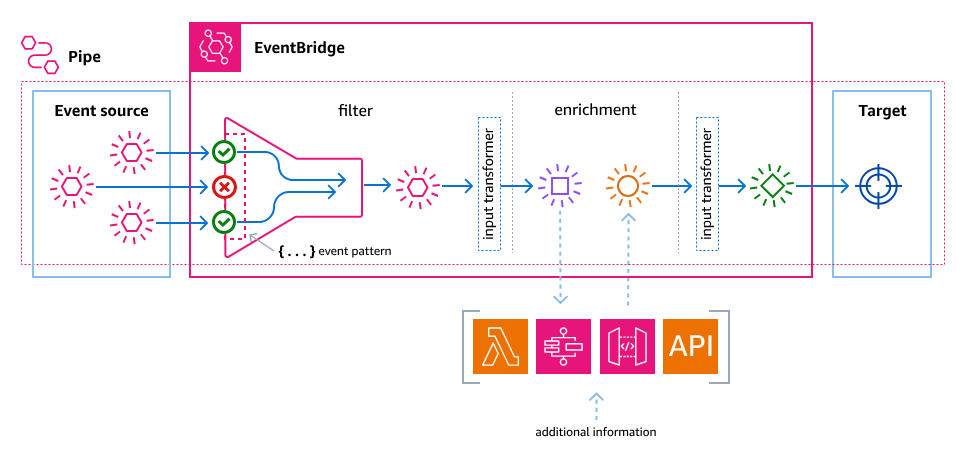 Pipe
EventBridge
Event source
filter
input transformer
enrichment
input transformer
Target
{...} event pattern
</>
API
additional information